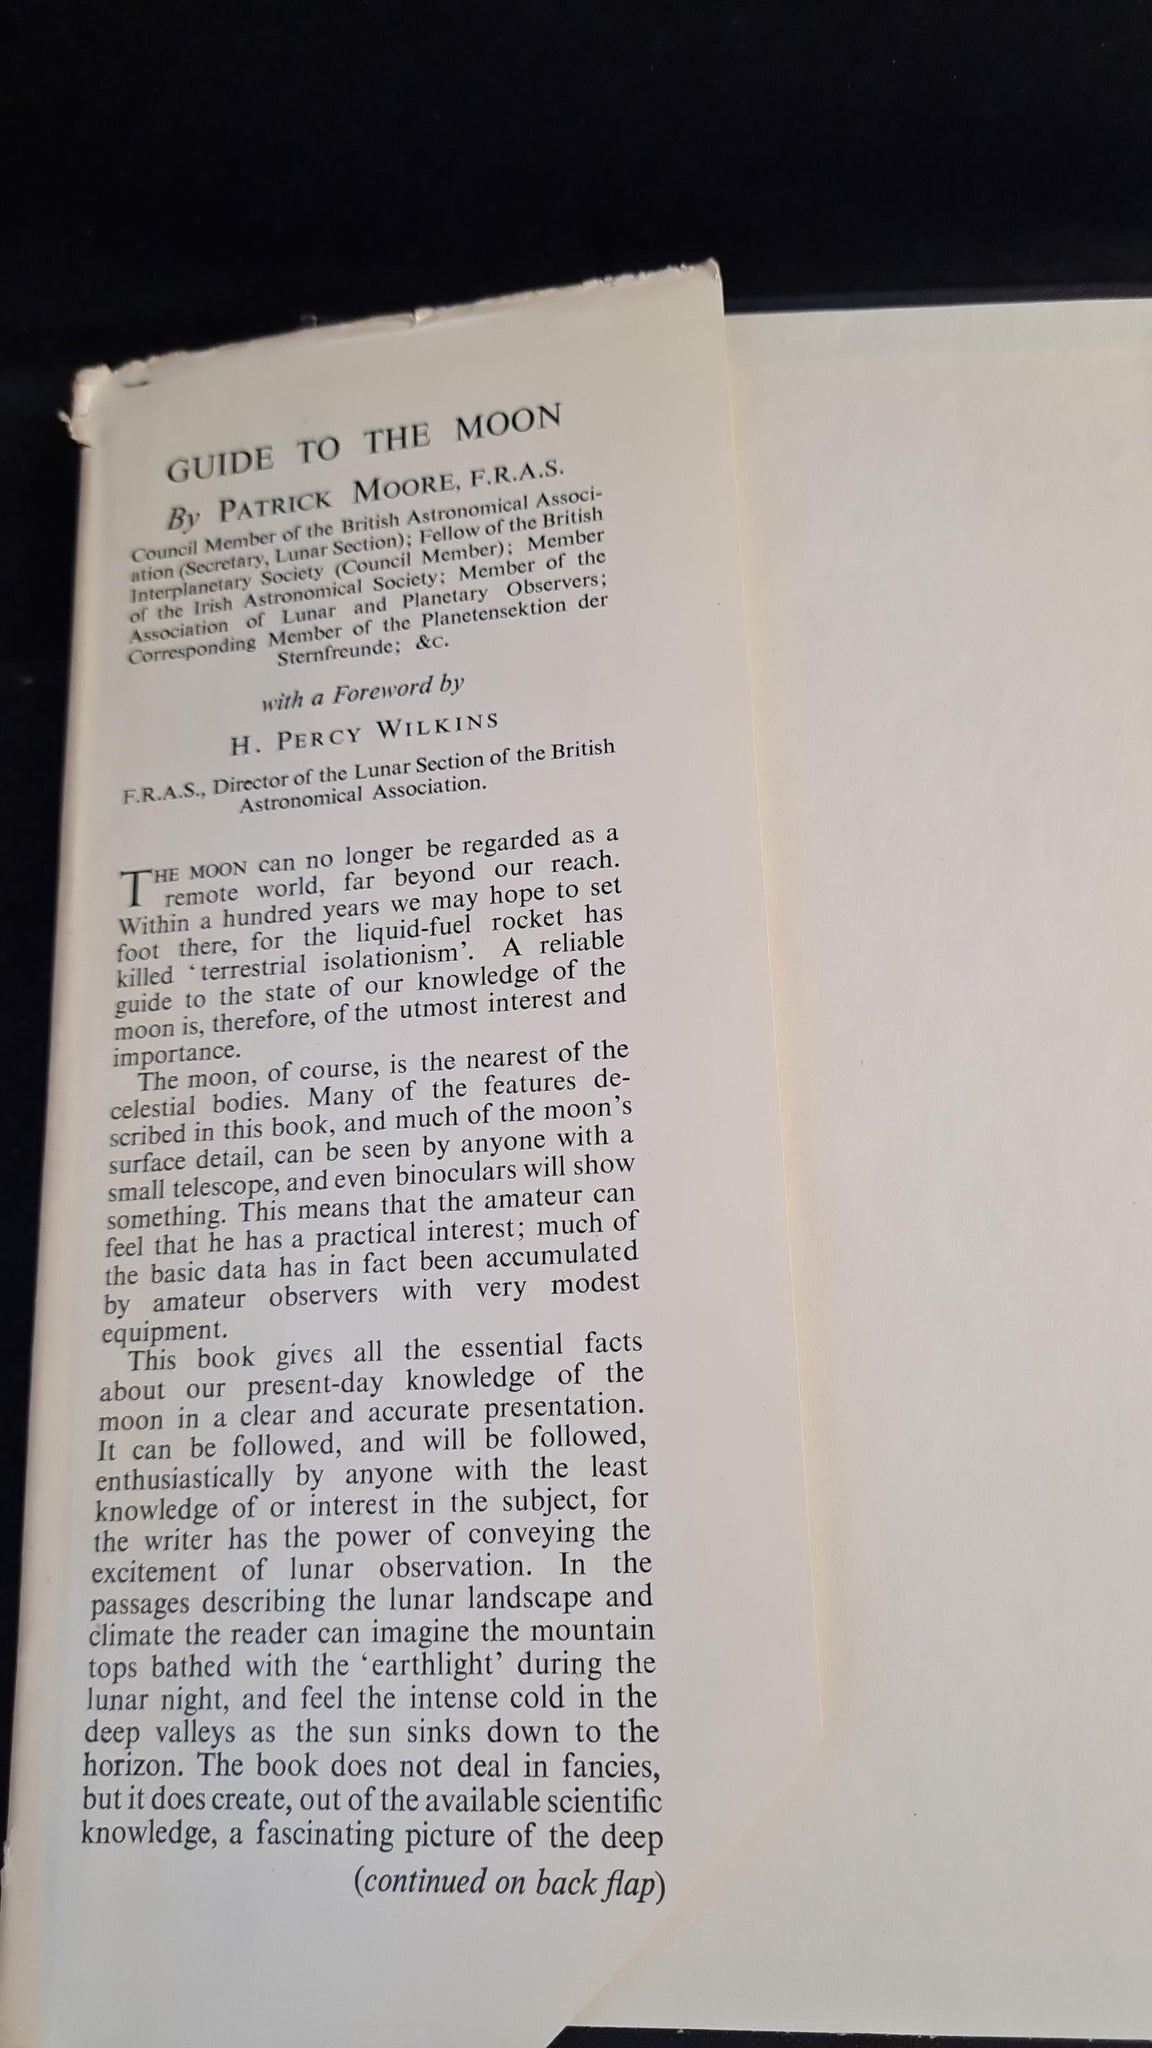 GUIDE TO THE MOON
By PATRICK MOORE, F.R.A.S.
Council Member of the British Astronomical Associ-
ation (Secretary, Lunar Section); Fellow of the British
Interplanetary Society (Council Member); Member
of the Irish Astronomical Society; Member of the
Association of Lunar and Planetary Observers;
Corresponding Member of the Planetensektion der
Sternfreunde; &c.
with a Foreword by
H. PERCY WILKINS
F.R.A.S., Director of the Lunar Section of the British
Astronomical Association.
THE MOON can no longer be regarded as a
remote world, far beyond our reach.
Within a hundred years we may hope to set
foot there, for the liquid-fuel rocket has
killed ‘terrestrial isolationism’. A reliable
guide to the state of our knowledge of the
moon is, therefore, of the utmost interest and
importance.
The moon, of course, is the nearest of the
celestial bodies. Many of the features de-
scribed in this book, and much of the moon’s
surface detail, can be seen by anyone with a
small telescope, and even binoculars will show
something. This means that the amateur can
feel that he has a practical interest; much of
the basic data has in fact been accumulated
by amateur observers with very modest
equipment.
This book gives all the essential facts
about our present-day knowledge of the
moon in a clear and accurate presentation.
It can be followed, and will be followed,
enthusiastically by anyone with the least
knowledge of or interest in the subject, for
the writer has the power of conveying the
excitement of lunar observation. In the
passages describing the lunar landscape and
climate the reader can imagine the mountain
tops bathed with the ‘earthlight’ during the
lunar night, and feel the intense cold in the
deep valleys as the sun sinks down to the
horizon. The book does not deal in fancies,
but it does create, out of the available scientific
knowledge, a fascinating picture of the deep
(continued on back flap)